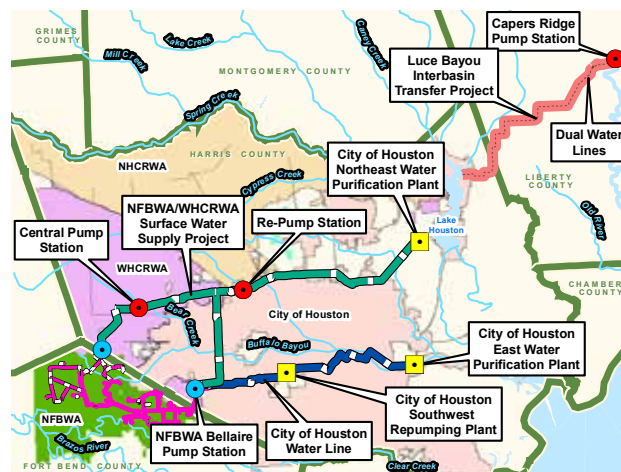 GRIMES
COUNTY
Mill Creek
Lake Creek
Caney Creek
MONTGOMERY COUNTY
Capers Ridge
Pump Station
Luce Bayou
Interbasin
Transfer Project
Dual Water
Lines
Spring Creek
NHCRWA
HARRIS COUNTY
City of Houston
Northeast Water
Purification Plant
LIBERTY
COUNTY
Cypress Creek
Old River
NFBWA/WHCRWA
Surface Water
Supply Project
Re-Pump Station
Lake
Houston
Central Pump
Station
WHCRWA
CHAMBER
COUNTY
Bear Creek
City of Houston
Buffalo Bayou
City of Houston
East Water
Purification Plant
NFBWA
City of Houston
Southwest
Repumping Plant
NFBWA Bellaire
Pump Station
City of Houston
Water Line
Brazos River
FORT BEND COUNTY
Clear Creek